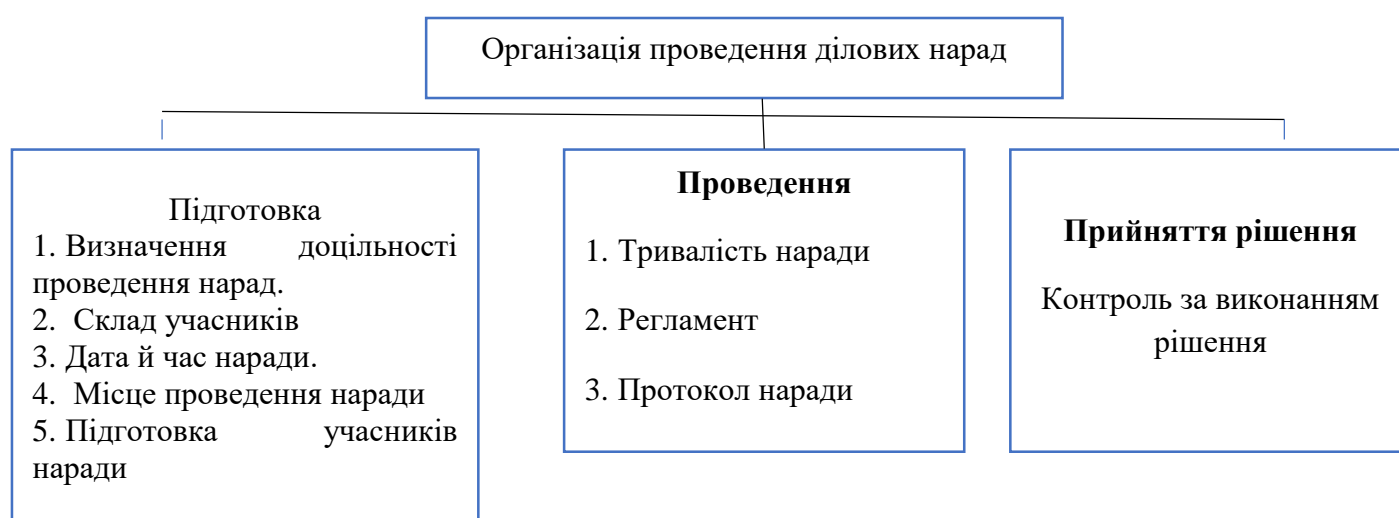 Організація проведення ділових нарад
Підготовка
1. Визначення доцільності
проведення нарад.
2. Склад учасників
3. Дата й час наради.
4. Місце проведення наради
5. Підготовка учасників
наради
Проведення
1. Тривалість наради
2. Регламент
3. Протокол наради
Прийняття рішення
Контроль за виконанням
рішення